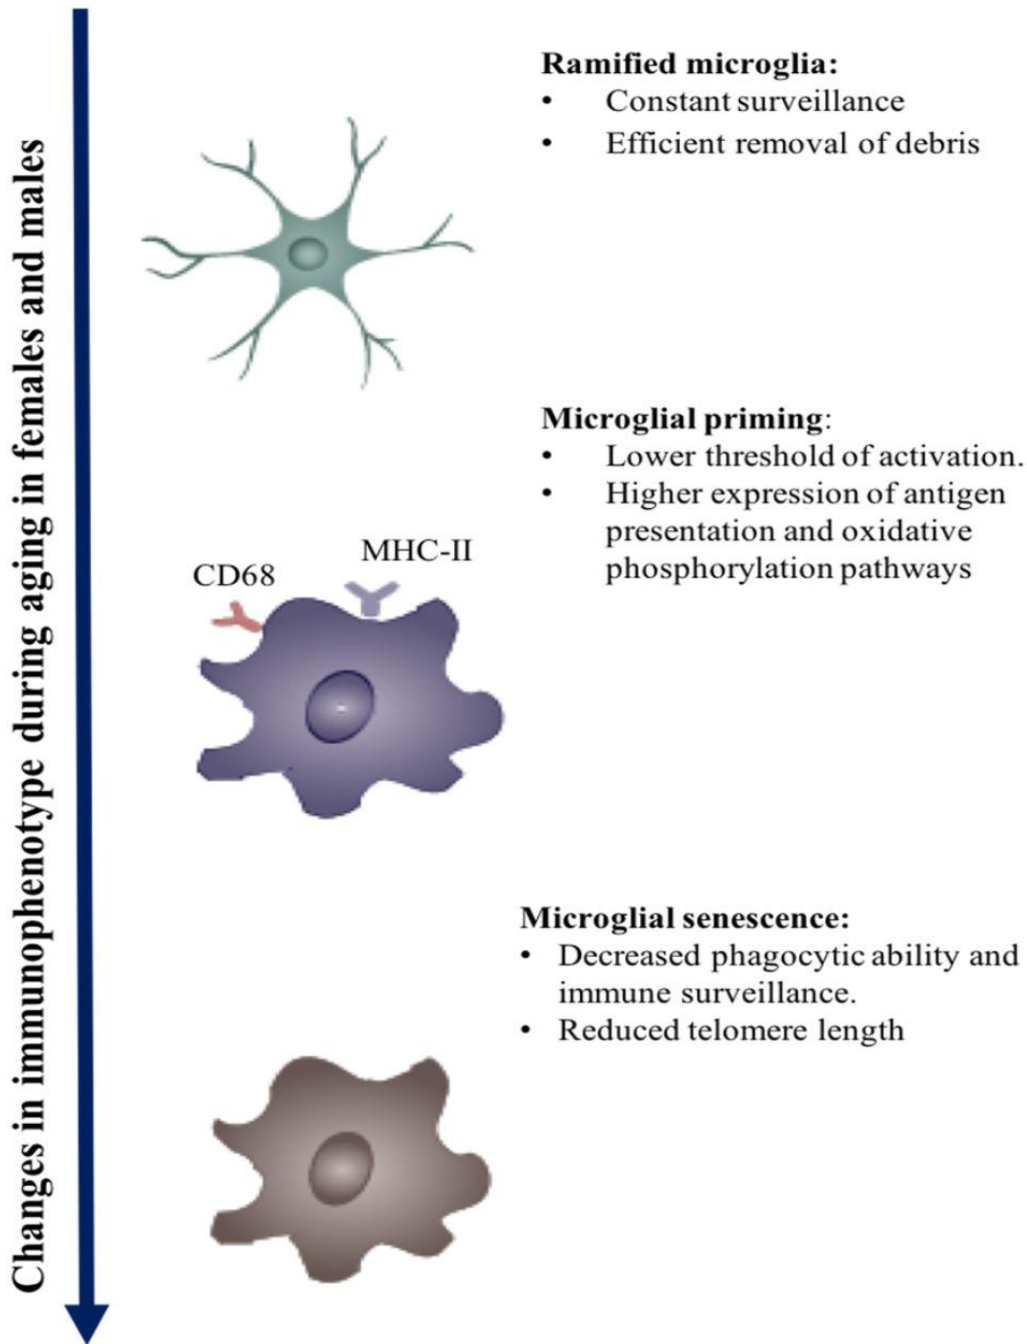 Changes in immunophenotype during aging in females and males
Ramified microglia:
• Constant surveillance
• Efficient removal of debris
Microglial priming:
• Lower threshold of activation.
• Higher expression of antigen
presentation and oxidative
phosphorylation pathways
CD68
MHC-II
Microglial senescence:
• Decreased phagocytic ability and
immune surveillance.
• Reduced telomere length